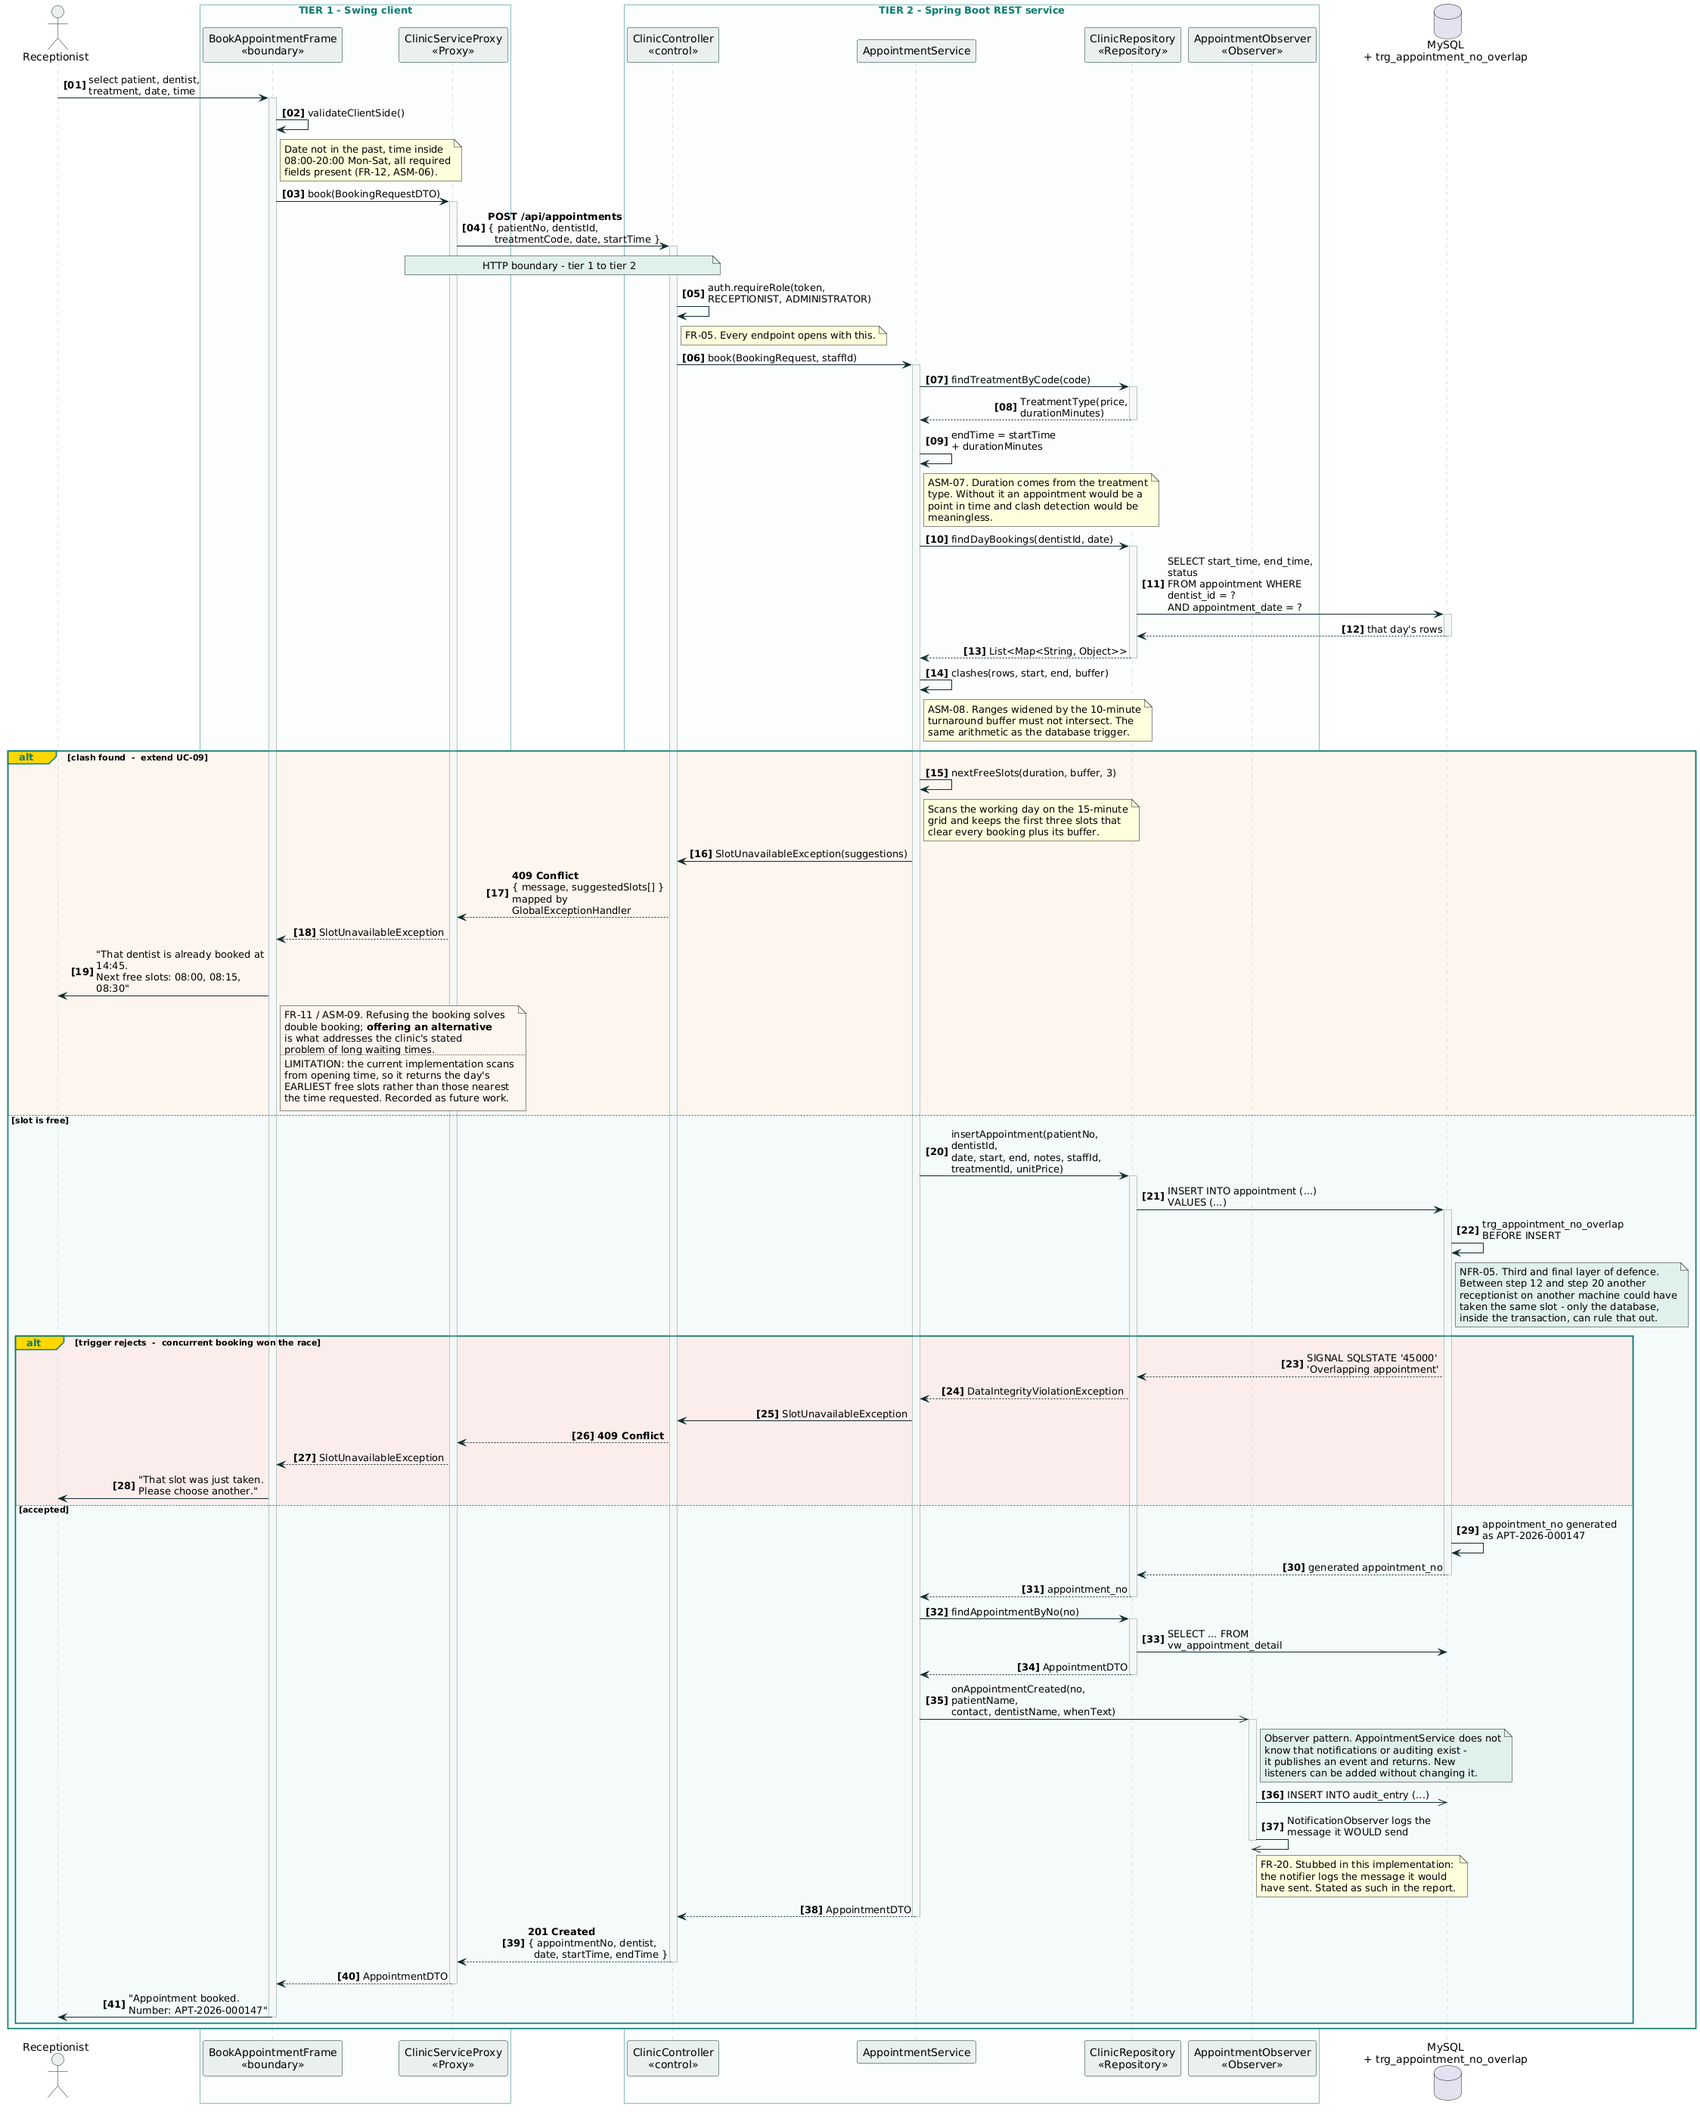 TIER 1 - Swing client
TIER 2 - Spring Boot REST service
Receptionist
BookAppointmentFrame
«boundary»
ClinicServiceProxy
«Proxy»
ClinicController
«control»
AppointmentService
ClinicRepository
«Repository»
AppointmentObserver
«Observer»
MySQL
+ trg_appointment_no_overlap
[01] select patient, dentist,
treatment, date, time
[02] validateClientSide()
Date not in the past, time inside
08:00-20:00 Mon-Sat, all required
fields present (FR-12, ASM-06).
[03] book(BookingRequestDTO)
POST /api/appointments
[04] { patientNo, dentistId,
treatmentCode, date, startTime }
HTTP boundary - tier 1 to tier 2
[05] auth.requireRole(token,
RECEPTIONIST, ADMINISTRATOR)
FR-05. Every endpoint opens with this.
[06] book(BookingRequest, staffId)
[07] findTreatmentByCode(code)
[08] TreatmentType(price,
durationMinutes)
[09] endTime = startTime
+ durationMinutes
ASM-07. Duration comes from the treatment
type. Without it an appointment would be a
point in time and clash detection would be
meaningless.
[10] findDayBookings(dentistId, date)
SELECT start_time, end_time,
status
[11] FROM appointment WHERE
dentist_id = ?
AND appointment_date = ?
[12] that day's rows
[13] List<Map<String, Object>>
[14] clashes(rows, start, end, buffer)
ASM-08. Ranges widened by the 10-minute
turnaround buffer must not intersect. The
same arithmetic as the database trigger.
alt [clash found - extend UC-09]
[15] nextFreeSlots(duration, buffer, 3)
Scans the working day on the 15-minute
grid and keeps the first three slots that
clear every booking plus its buffer.
[16] SlotUnavailableException(suggestions)
409 Conflict
[17] { message, suggestedSlots[] }
mapped by
GlobalExceptionHandler
[18] SlotUnavailableException
"That dentist is already booked at
14:45.
[19] Next free slots: 08:00, 08:15,
08:30"
FR-11 / ASM-09. Refusing the booking solves
double booking; offering an alternative
is what addresses the clinic's stated
problem of long waiting times.
LIMITATION: the current implementation scans
from opening time, so it returns the day's
EARLIEST free slots rather than those nearest
the time requested. Recorded as future work.
[slot is free]
insertAppointment(patientNo,
dentistId,
[20] date, start, end, notes, staffId,
treatmentId, unitPrice)
[21] INSERT INTO appointment (...)
VALUES (...)
[22] trg_appointment_no_overlap
BEFORE INSERT
NFR-05. Third and final layer of defence.
Between step 12 and step 20 another
receptionist on another machine could have
taken the same slot - only the database,
inside the transaction, can rule that out.
alt [trigger rejects - concurrent booking won the race]
[23] SIGNAL SQLSTATE '45000'
'Overlapping appointment'
[24] DataIntegrityViolationException
[25] SlotUnavailableException
[26] 409 Conflict
[27] SlotUnavailableException
[28] "That slot was just taken.
Please choose another."
[accepted]
[29] appointment_no generated
as APT-2026-000147
[30] generated appointment_no
[31] appointment_no
[32] findAppointmentByNo(no)
[33] SELECT ... FROM
vw_appointment_detail
[34] AppointmentDTO
onAppointmentCreated(no,
[35] patientName,
contact, dentistName, whenText)
Observer pattern. AppointmentService does not
know that notifications or auditing exist -
it publishes an event and returns. New
listeners can be added without changing it.
[36] INSERT INTO audit_entry (...)
[37] NotificationObserver logs the
message it WOULD send
FR-20. Stubbed in this implementation:
the notifier logs the message it would
have sent. Stated as such in the report.
[38] AppointmentDTO
201 Created
[39] { appointmentNo, dentist,
date, startTime, endTime }
[40] AppointmentDTO
[41] "Appointment booked.
Number: APT-2026-000147"
Receptionist
BookAppointmentFrame
«boundary»
ClinicServiceProxy
«Proxy»
ClinicController
«control»
AppointmentService
ClinicRepository
«Repository»
AppointmentObserver
«Observer»
MySQL
+ trg_appointment_no_overlap